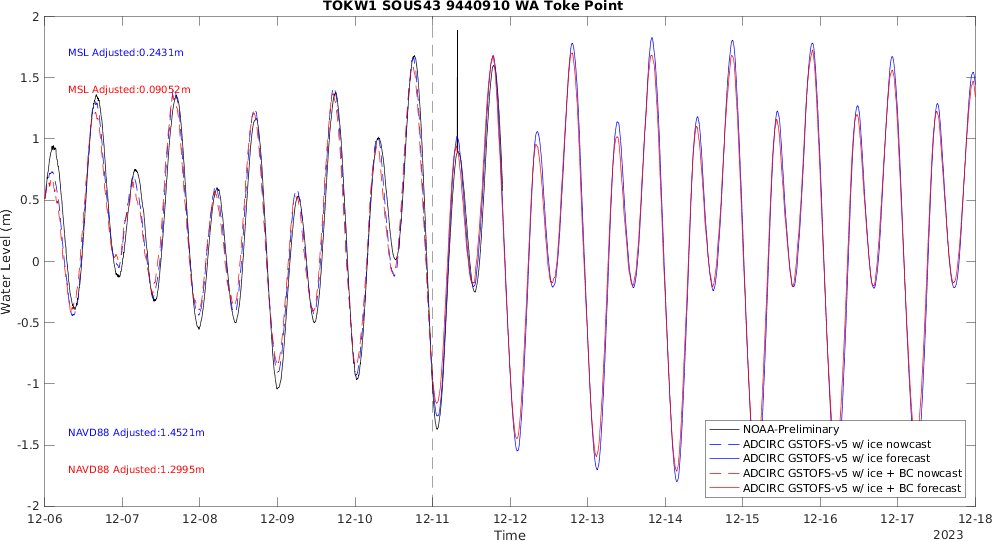 TOKW1 SOUS43 9440910 WA Toke Point
MSL Adjusted:0.2431m
MSL Adjusted:0.09052m
NAVD88 Adjusted:1.4521m
NAVD88 Adjusted:1.2995m
Water Level (m)
2
1.5
1
0.5
0
-0.5
-1
-1.5
-2
NOAA-Preliminary
ADCIRC GSTOFS-v5 w/ ice nowcast
ADCIRC GSTOFS-v5 w/ ice forecast
ADCIRC GSTOFS-v5 w/ ice + BC nowcast
ADCIRC GSTOFS-v5 w/ ice + BC forecast
12-06 12-07 12-08 12-09 12-10 12-11 12-12 12-13 12-14 12-15 12-16 12-17 12-18
Time
2023